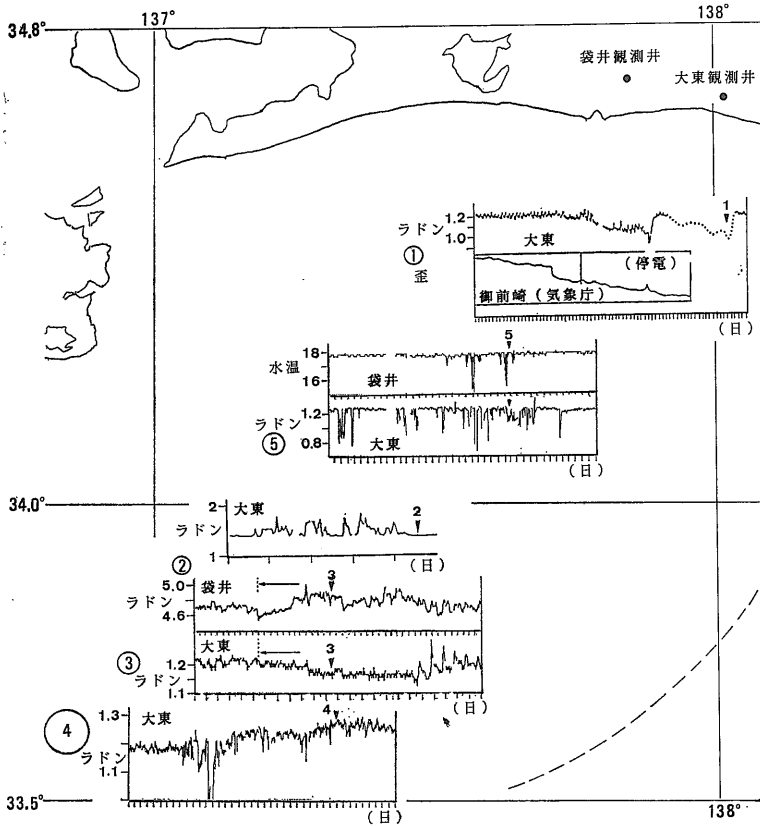 137°
138°
34.8°
袋井観測井
大東観測井
1
ラドン
1.2
1.0
大東
①
歪
(停電)
御前崎(気象庁)
(日)
5
水温
18
16
袋井
ラドン
1.2
0.8
⑤
大東
(日)
34.0°
2
大東
2
ラドン
1
(日)
②
5.0
袋井
3
ラドン
4.6
大東
3
③
1.2
ラドン
1.1
(日)
4
1.3
大東
④
ラドン
1.1
33.5°
(日)
138°